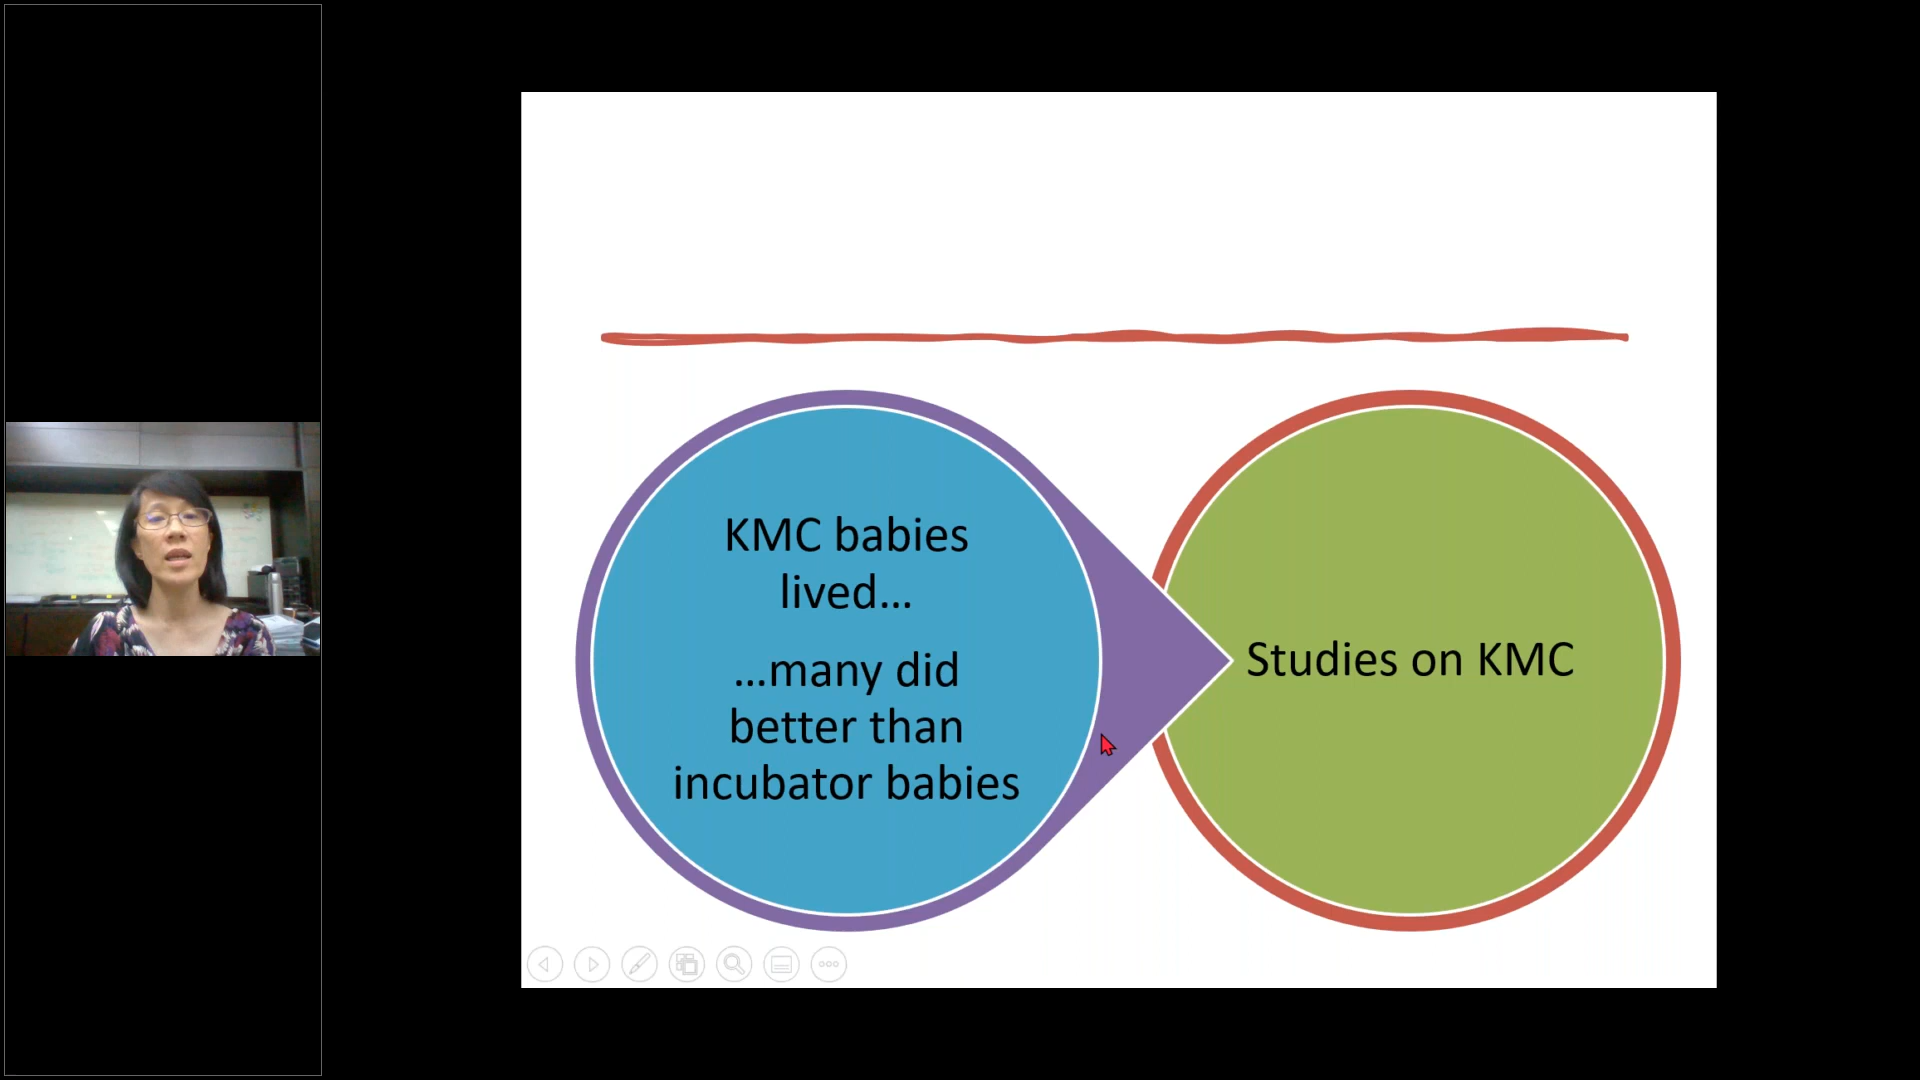 KMC babies
lived...
...many did
better than
incubator babies
Studies on KMC